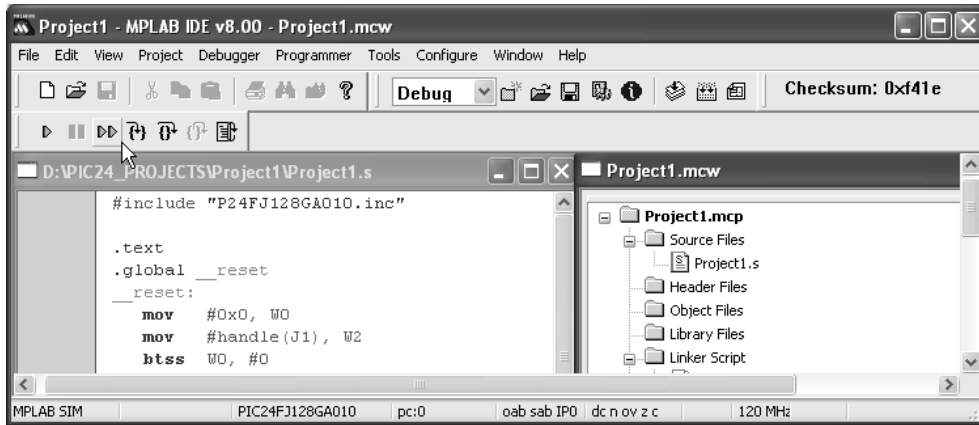 Project1 - MPLAB IDE v8.00 - Project1.mcw
File Edit View Project Debugger Programmer Tools Configure Window Help
Debug Checksum: 0xf41e
D:\PIC24_PROJECTS\Project1\Project1.s
#include "P24FJ128GA010.inc"
.text
.global __reset
__reset:
mov #0x0, W0
mov #handle(J1), W2
btss W0, #0
Project1.mcw
Project1.mcp
Source Files
Project1.s
Header Files
Object Files
Library Files
Linker Script
MPLAB SIM PIC24FJ128GA010 pc:0 oab sab IP0 dc n ov z c 120 MHz